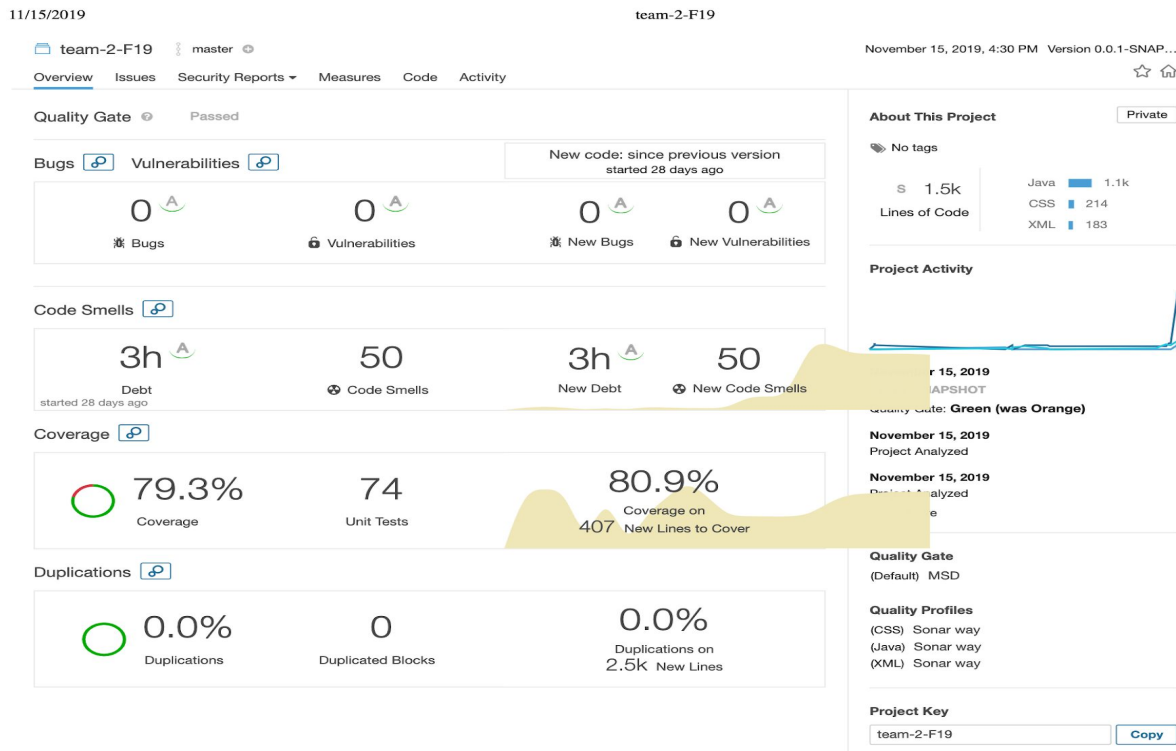 11/15/2019 team-2-F19
team-2-F19 master
November 15, 2019, 4:30 PM Version 0.0.1-SNAP...
Overview Issues Security Reports Measures Code Activity
Quality Gate Passed
Bugs Vulnerabilities
New code: since previous version
started 28 days ago
0 A 0 A 0 A 0 A
Bugs Vulnerabilities New Bugs New Vulnerabilities
Code Smells
3h A 50 3h A 50
Debt Code Smells New Debt New Code Smells
started 28 days ago
Coverage
79.3% 74 80.9%
Coverage Unit Tests Coverage on
407 New Lines to Cover
Duplications
0.0% 0 0.0%
Duplications Duplicated Blocks Duplications on
2.5k New Lines
About This Project Private
No tags
S 1.5k
Lines of Code
Java 1.1k
CSS 214
XML 183
Project Activity
15, 2019
Quality Gate: Green (was Orange)
November 15, 2019
Project Analyzed
November 15, 2019
Quality Gate
(Default) MSD
Quality Profiles
(CSS) Sonar way
(Java) Sonar way
(XML) Sonar way
Project Key
team-2-F19 Copy